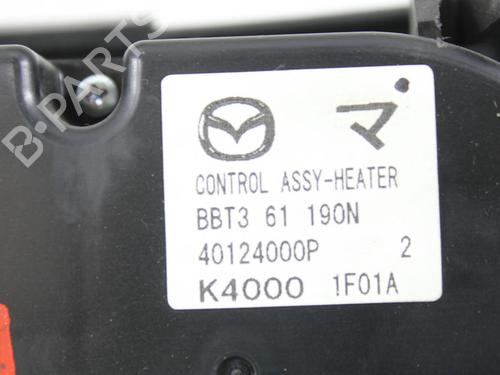 マ
CONTROL ASSY-HEATER
BBT3 61 190N
40124000P 2
K4000 1F01A
B-PARTS